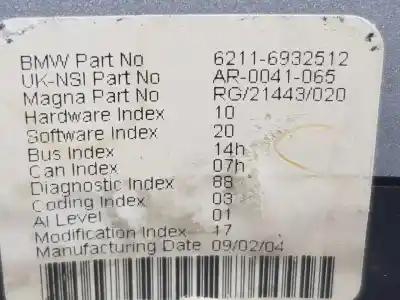 BMW Part No 6211-6932512
UK-NSI Part No AR-0041-065
Magna Part No RG/21443/020
Hardware Index 10
Software Index 20
Bus Index 14h
Can Index 07h
Diagnostic Index 88
Coding Index 03
AI Level 01
Modification Index 17
Manufacturing Date 09/02/04